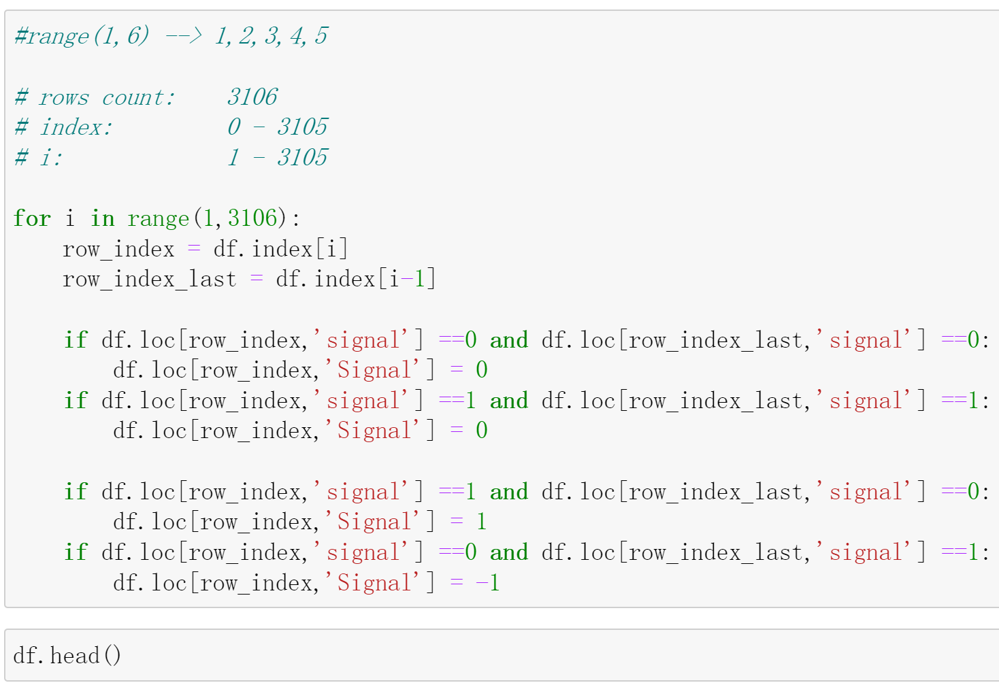 #range(1,6) --> 1,2,3,4,5
# rows count:    3106
# index:         0 - 3105
# i:             1 - 3105
for i in range(1,3106):
    row_index = df.index[i]
    row_index_last = df.index[i-1]
    if df.loc[row_index,'signal'] ==0 and df.loc[row_index_last,'signal'] ==0:
        df.loc[row_index,'Signal'] = 0
    if df.loc[row_index,'signal'] ==1 and df.loc[row_index_last,'signal'] ==1:
        df.loc[row_index,'Signal'] = 0
    if df.loc[row_index,'signal'] ==1 and df.loc[row_index_last,'signal'] ==0:
        df.loc[row_index,'Signal'] = 1
    if df.loc[row_index,'signal'] ==0 and df.loc[row_index_last,'signal'] ==1:
        df.loc[row_index,'Signal'] = -1
df.head()